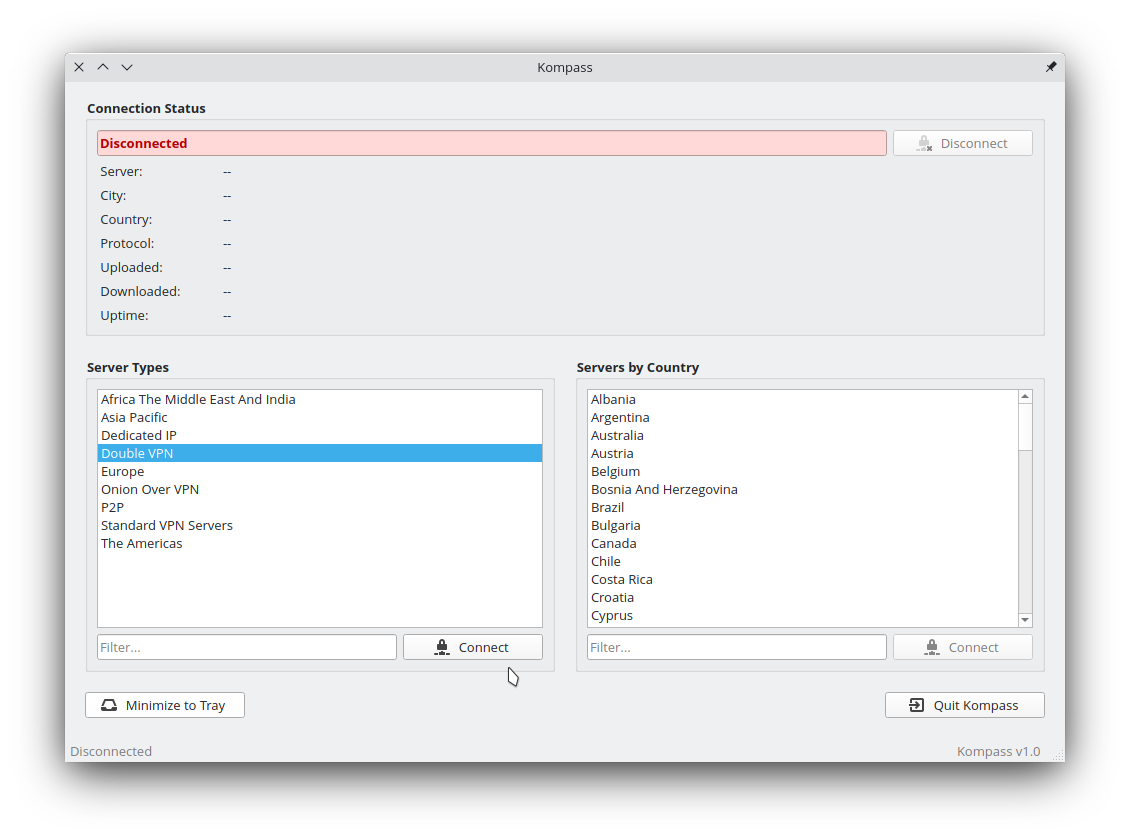 Kompass
Connection Status
Disconnected
Disconnect
Server: --
City: --
Country: --
Protocol: --
Uploaded: --
Downloaded: --
Uptime: --
Server Types
Africa The Middle East And India
Asia Pacific
Dedicated IP
Double VPN
Europe
Onion Over VPN
P2P
Standard VPN Servers
The Americas
Filter...
Connect
Servers by Country
Albania
Argentina
Australia
Austria
Belgium
Bosnia And Herzegovina
Brazil
Bulgaria
Canada
Chile
Costa Rica
Croatia
Cyprus
Filter...
Connect
Minimize to Tray
Quit Kompass
Disconnected
Kompass v1.0